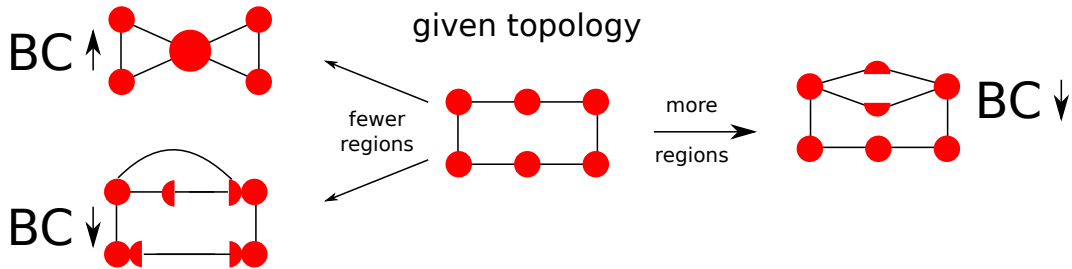 BC
given topology
fewer
regions
more
regions
BC
BC